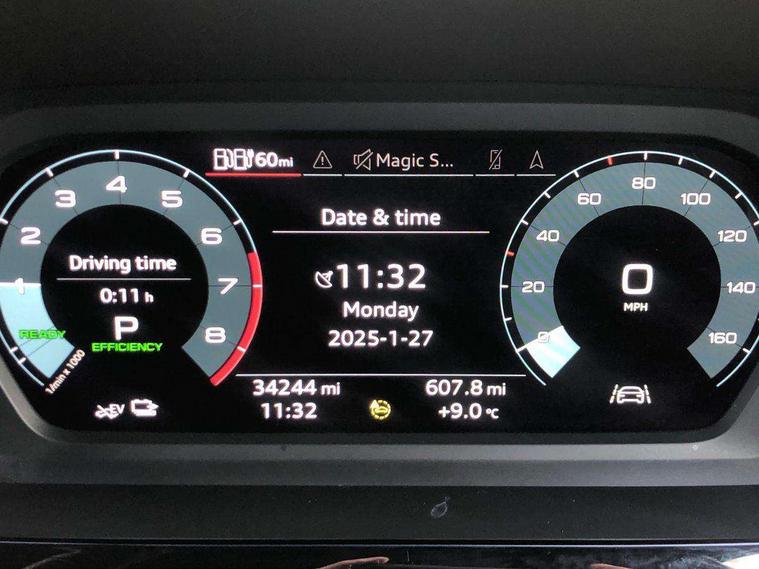 60mi
Magic S...
Date & time
11:32
Monday
2025-1-27
34244 mi
607.8 mi
11:32
+9.0 °C
Driving time
0:11 h
P
EFFICIENCY
READY
1
2
3
4
5
6
7
8
1/min x 1000
EV
0
MPH
0
20
40
60
80
100
120
140
160